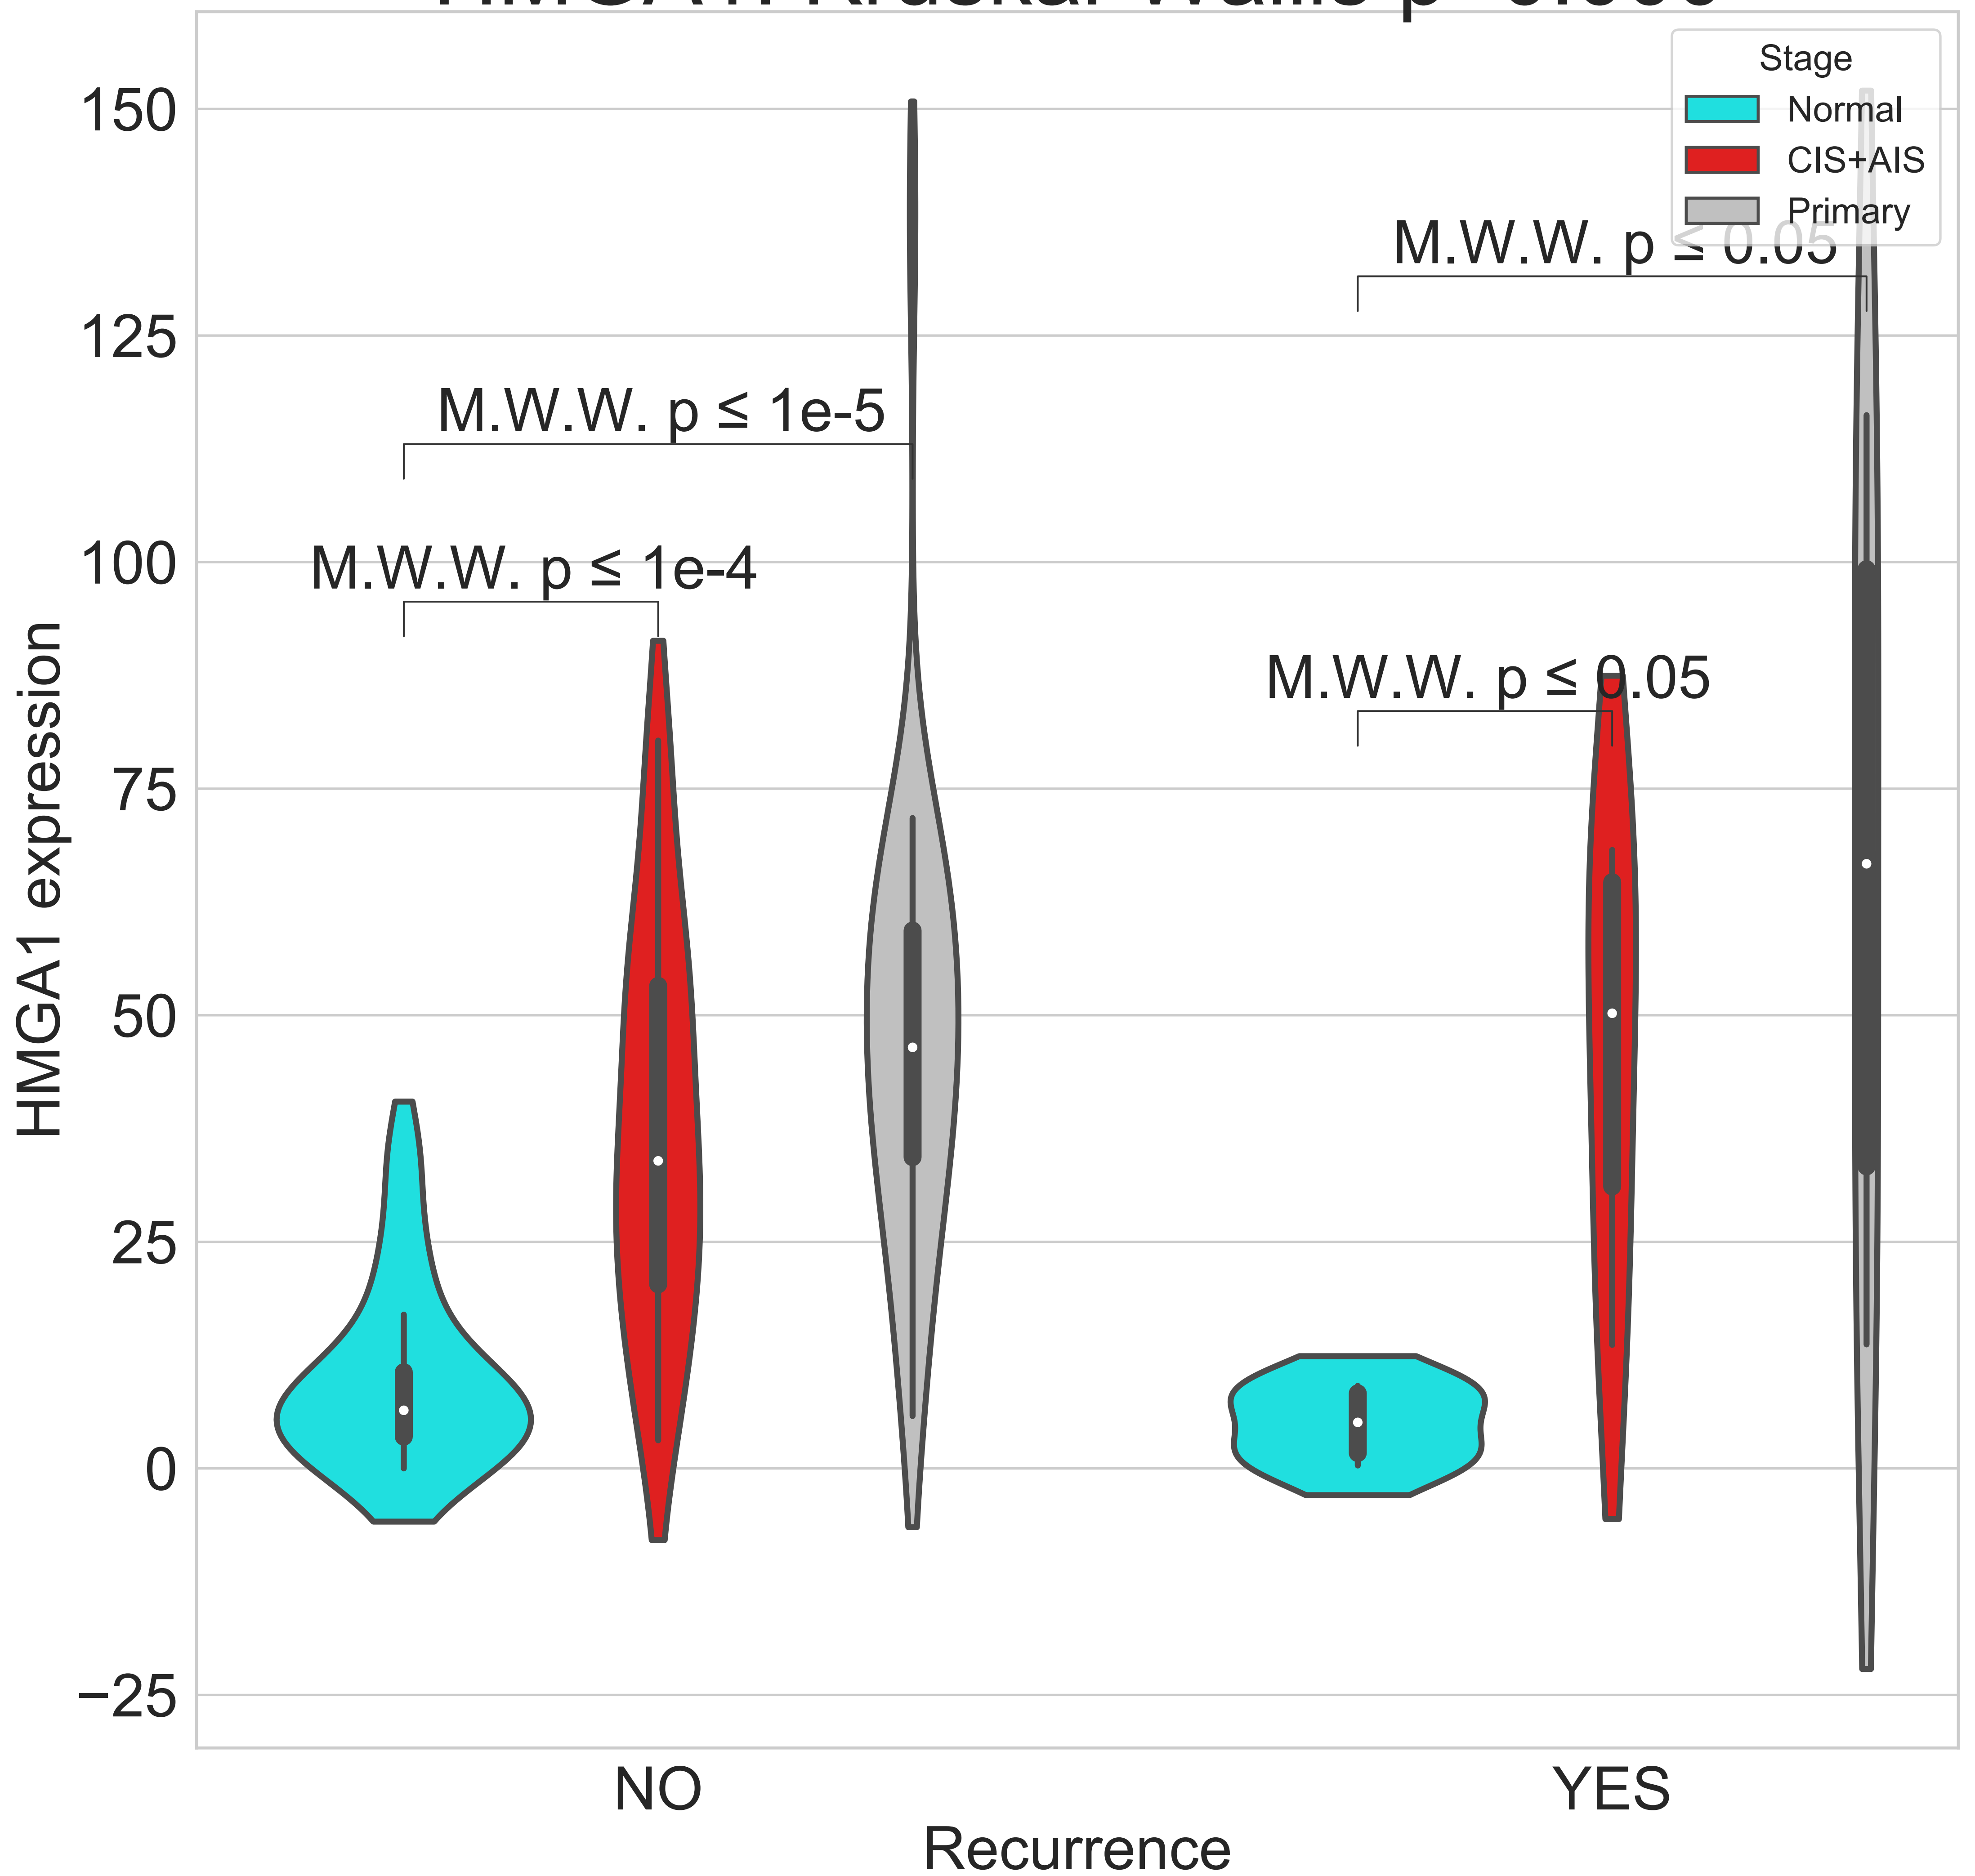 Stage
Normal
CIS+AIS
Primary
150
125
100
75
50
25
0
−25
HMGA1 expression
M.W.W. p ≤ 0.05
M.W.W. p ≤ 1e-5
M.W.W. p ≤ 1e-4
M.W.W. p ≤ 0.05
NO
YES
Recurrence